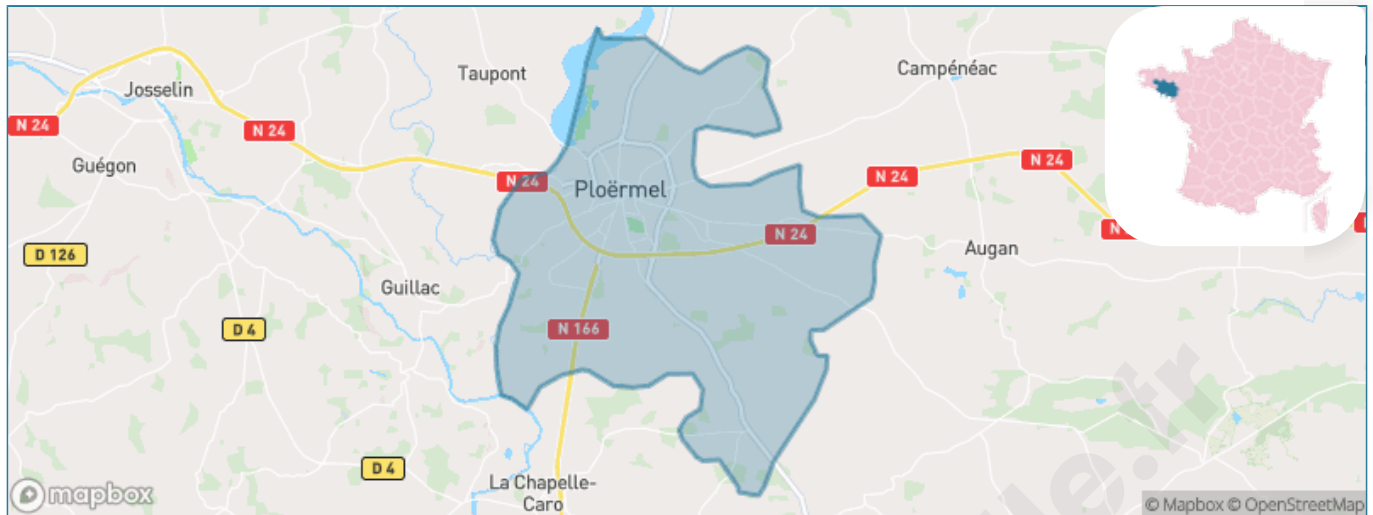 Taupont
Campénéac
Josselin
N 24
N 24
Guégon
N 24
Ploërmel
N 24
N 24
N 24
D 126
Augan
Guillac
D 4
N 166
D 4
La Chapelle-
Caro
mapbox
© Mapbox © OpenStreetMap